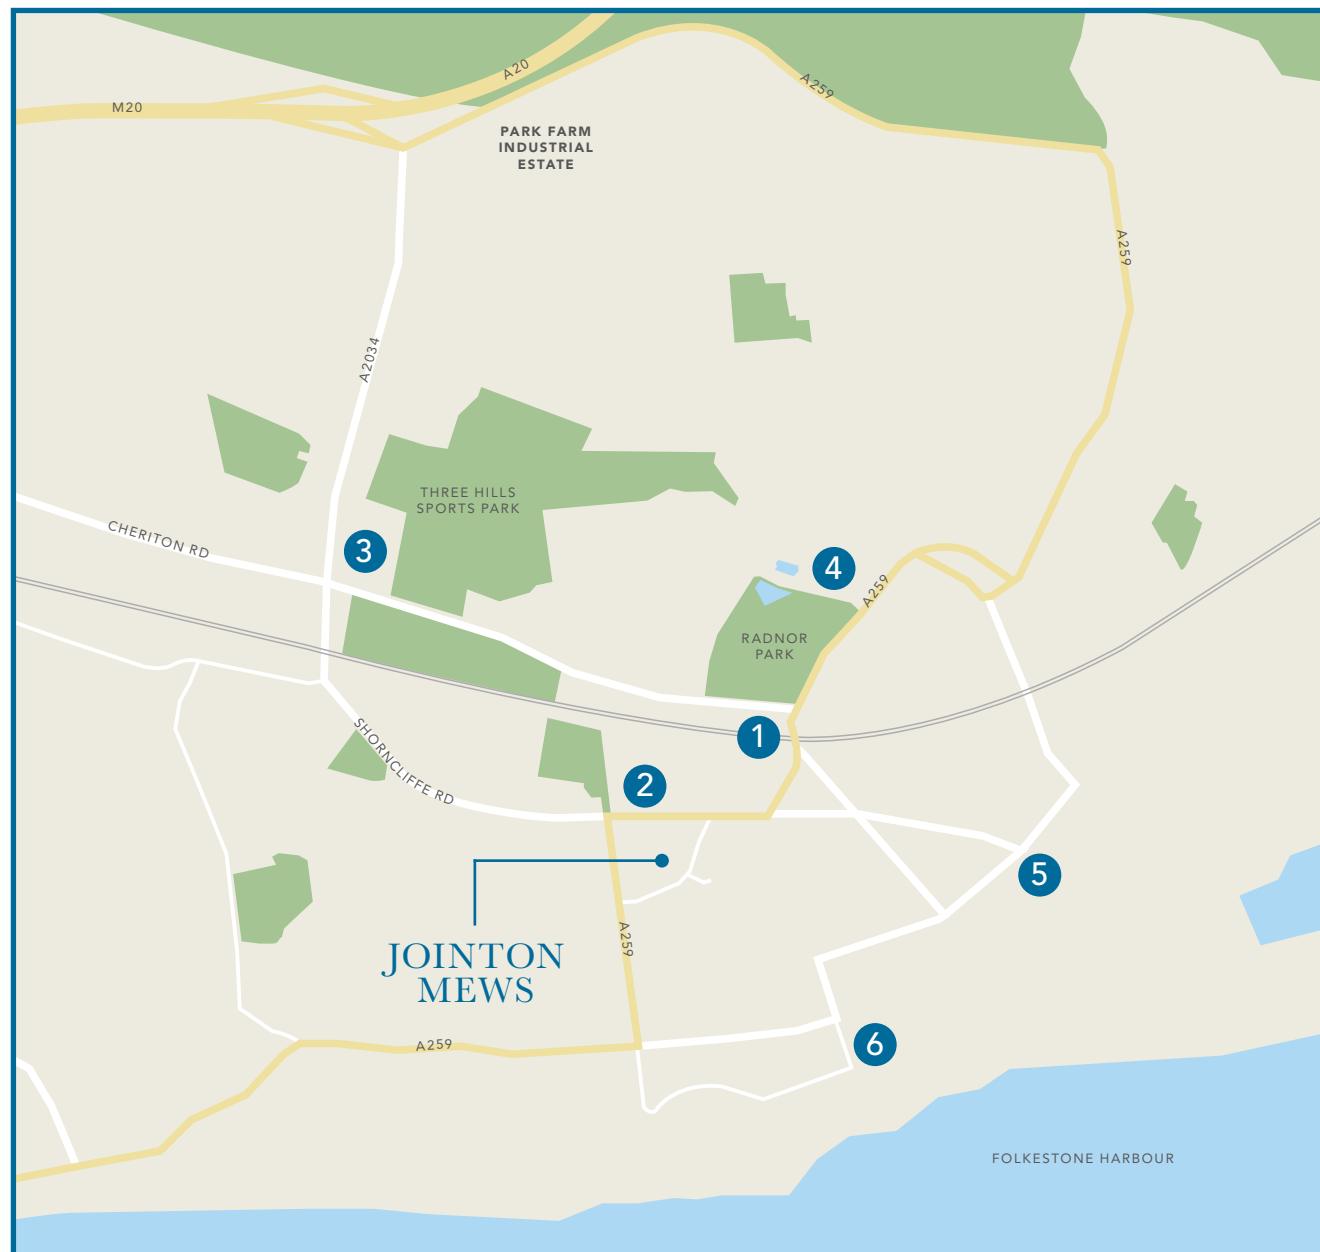 A20
M20
A259
PARK FARM
INDUSTRIAL
ESTATE
A259
A2034
THREE HILLS
SPORTS PARK
CHERITON RD
3
4
A259
RADNOR
PARK
1
SHORNCLIFFE RD
2
5
A259
JOINTON
MEWS
A259
6
FOLKESTONE HARBOUR